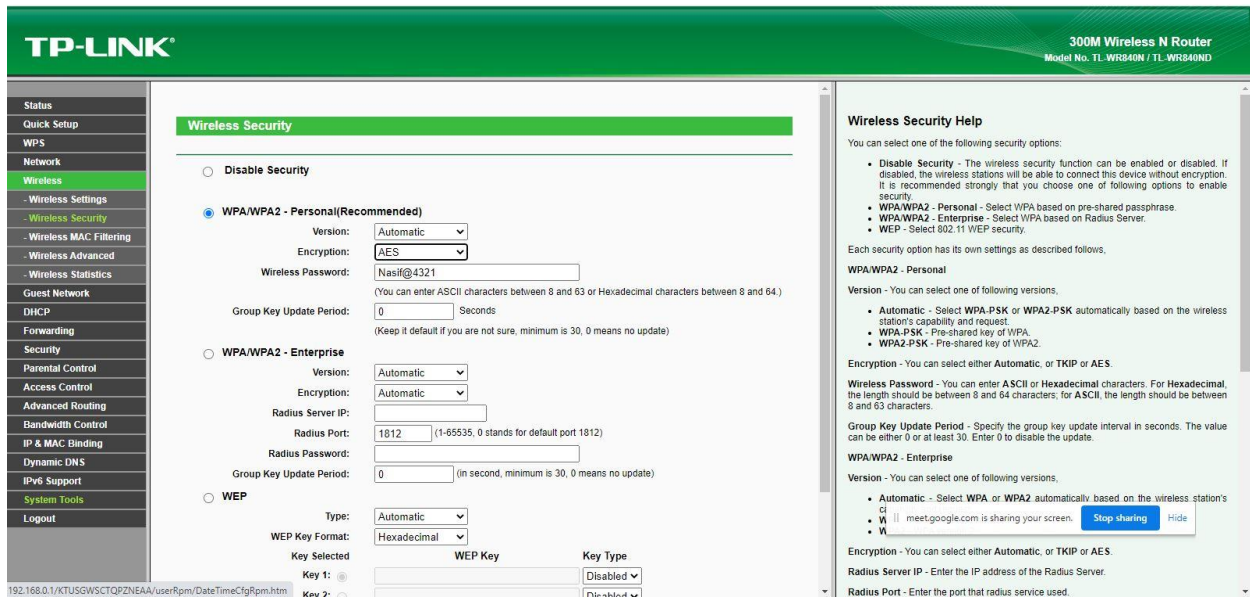 TP-LINK®
300M Wireless N Router
Model No. TL-WR840N / TL-WR840ND
Status
Quick Setup
WPS
Network
Wireless
- Wireless Settings
- Wireless Security
- Wireless MAC Filtering
- Wireless Advanced
- Wireless Statistics
Guest Network
DHCP
Forwarding
Security
Parental Control
Access Control
Advanced Routing
Bandwidth Control
IP & MAC Binding
Dynamic DNS
IPv6 Support
System Tools
Logout
192.168.0.1/KTUSGWSCTQPZNEAA/userRpm/DateTimeCfgRpm.htm
Wireless Security
Disable Security
WPA/WPA2 - Personal(Recommended)
Version: Automatic
Encryption: AES
Wireless Password: Nasif@4321
(You can enter ASCII characters between 8 and 63 or Hexadecimal characters between 8 and 64.)
Group Key Update Period: 0 Seconds
(Keep it default if you are not sure, minimum is 30, 0 means no update)
WPA/WPA2 - Enterprise
Version: Automatic
Encryption: Automatic
Radius Server IP:
Radius Port: 1812 (1-65535, 0 stands for default port 1812)
Radius Password:
Group Key Update Period: 0 (in second, minimum is 30, 0 means no update)
WEP
Type: Automatic
WEP Key Format: Hexadecimal
Key Selected WEP Key Key Type
Key 1: Disabled
Key 2: Disabled
Wireless Security Help
You can select one of the following security options:
• Disable Security - The wireless security function can be enabled or disabled. If
disabled, the wireless stations will be able to connect this device without encryption.
It is recommended strongly that you choose one of following options to enable
security.
• WPA/WPA2 - Personal - Select WPA based on pre-shared passphrase.
• WPA/WPA2 - Enterprise - Select WPA based on Radius Server.
• WEP - Select 802.11 WEP security.
Each security option has its own settings as described follows,
WPA/WPA2 - Personal
Version - You can select one of following versions,
• Automatic - Select WPA-PSK or WPA2-PSK automatically based on the wireless
station's capability and request.
• WPA-PSK - Pre-shared key of WPA.
• WPA2-PSK - Pre-shared key of WPA2.
Encryption - You can select either Automatic, or TKIP or AES.
Wireless Password - You can enter ASCII or Hexadecimal characters. For Hexadecimal,
the length should be between 8 and 64 characters; for ASCII, the length should be between
8 and 63 characters.
Group Key Update Period - Specify the group key update interval in seconds. The value
can be either 0 or at least 30. Enter 0 to disable the update.
WPA/WPA2 - Enterprise
Version - You can select one of following versions,
• Automatic - Select WPA or WPA2 automatically based on the wireless station's
meet.google.com is sharing your screen. Stop sharing Hide
Encryption - You can select either Automatic, or TKIP or AES.
Radius Server IP - Enter the IP address of the Radius Server.
Radius Port - Enter the port that radius service used.